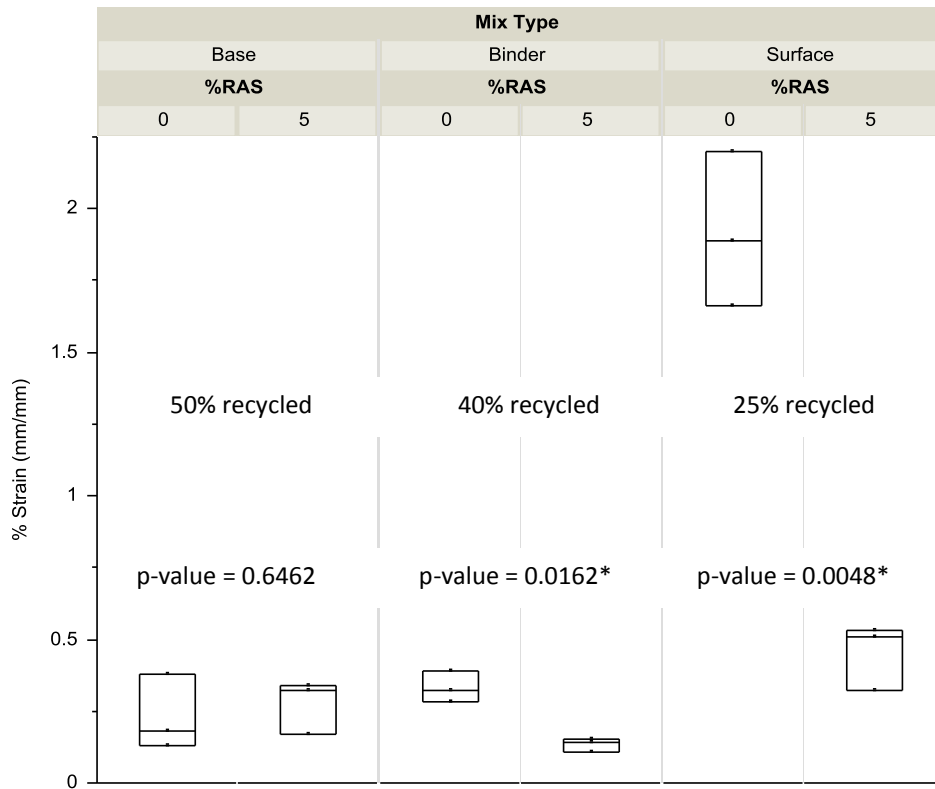 Mix Type
Base Binder Surface
%RAS %RAS %RAS
0 5 0 5 0 5
2
1.5
50% recycled 40% recycled 25% recycled
% Strain (mm/mm)
1
p-value = 0.6462 p-value = 0.0162* p-value = 0.0048*
0.5
0